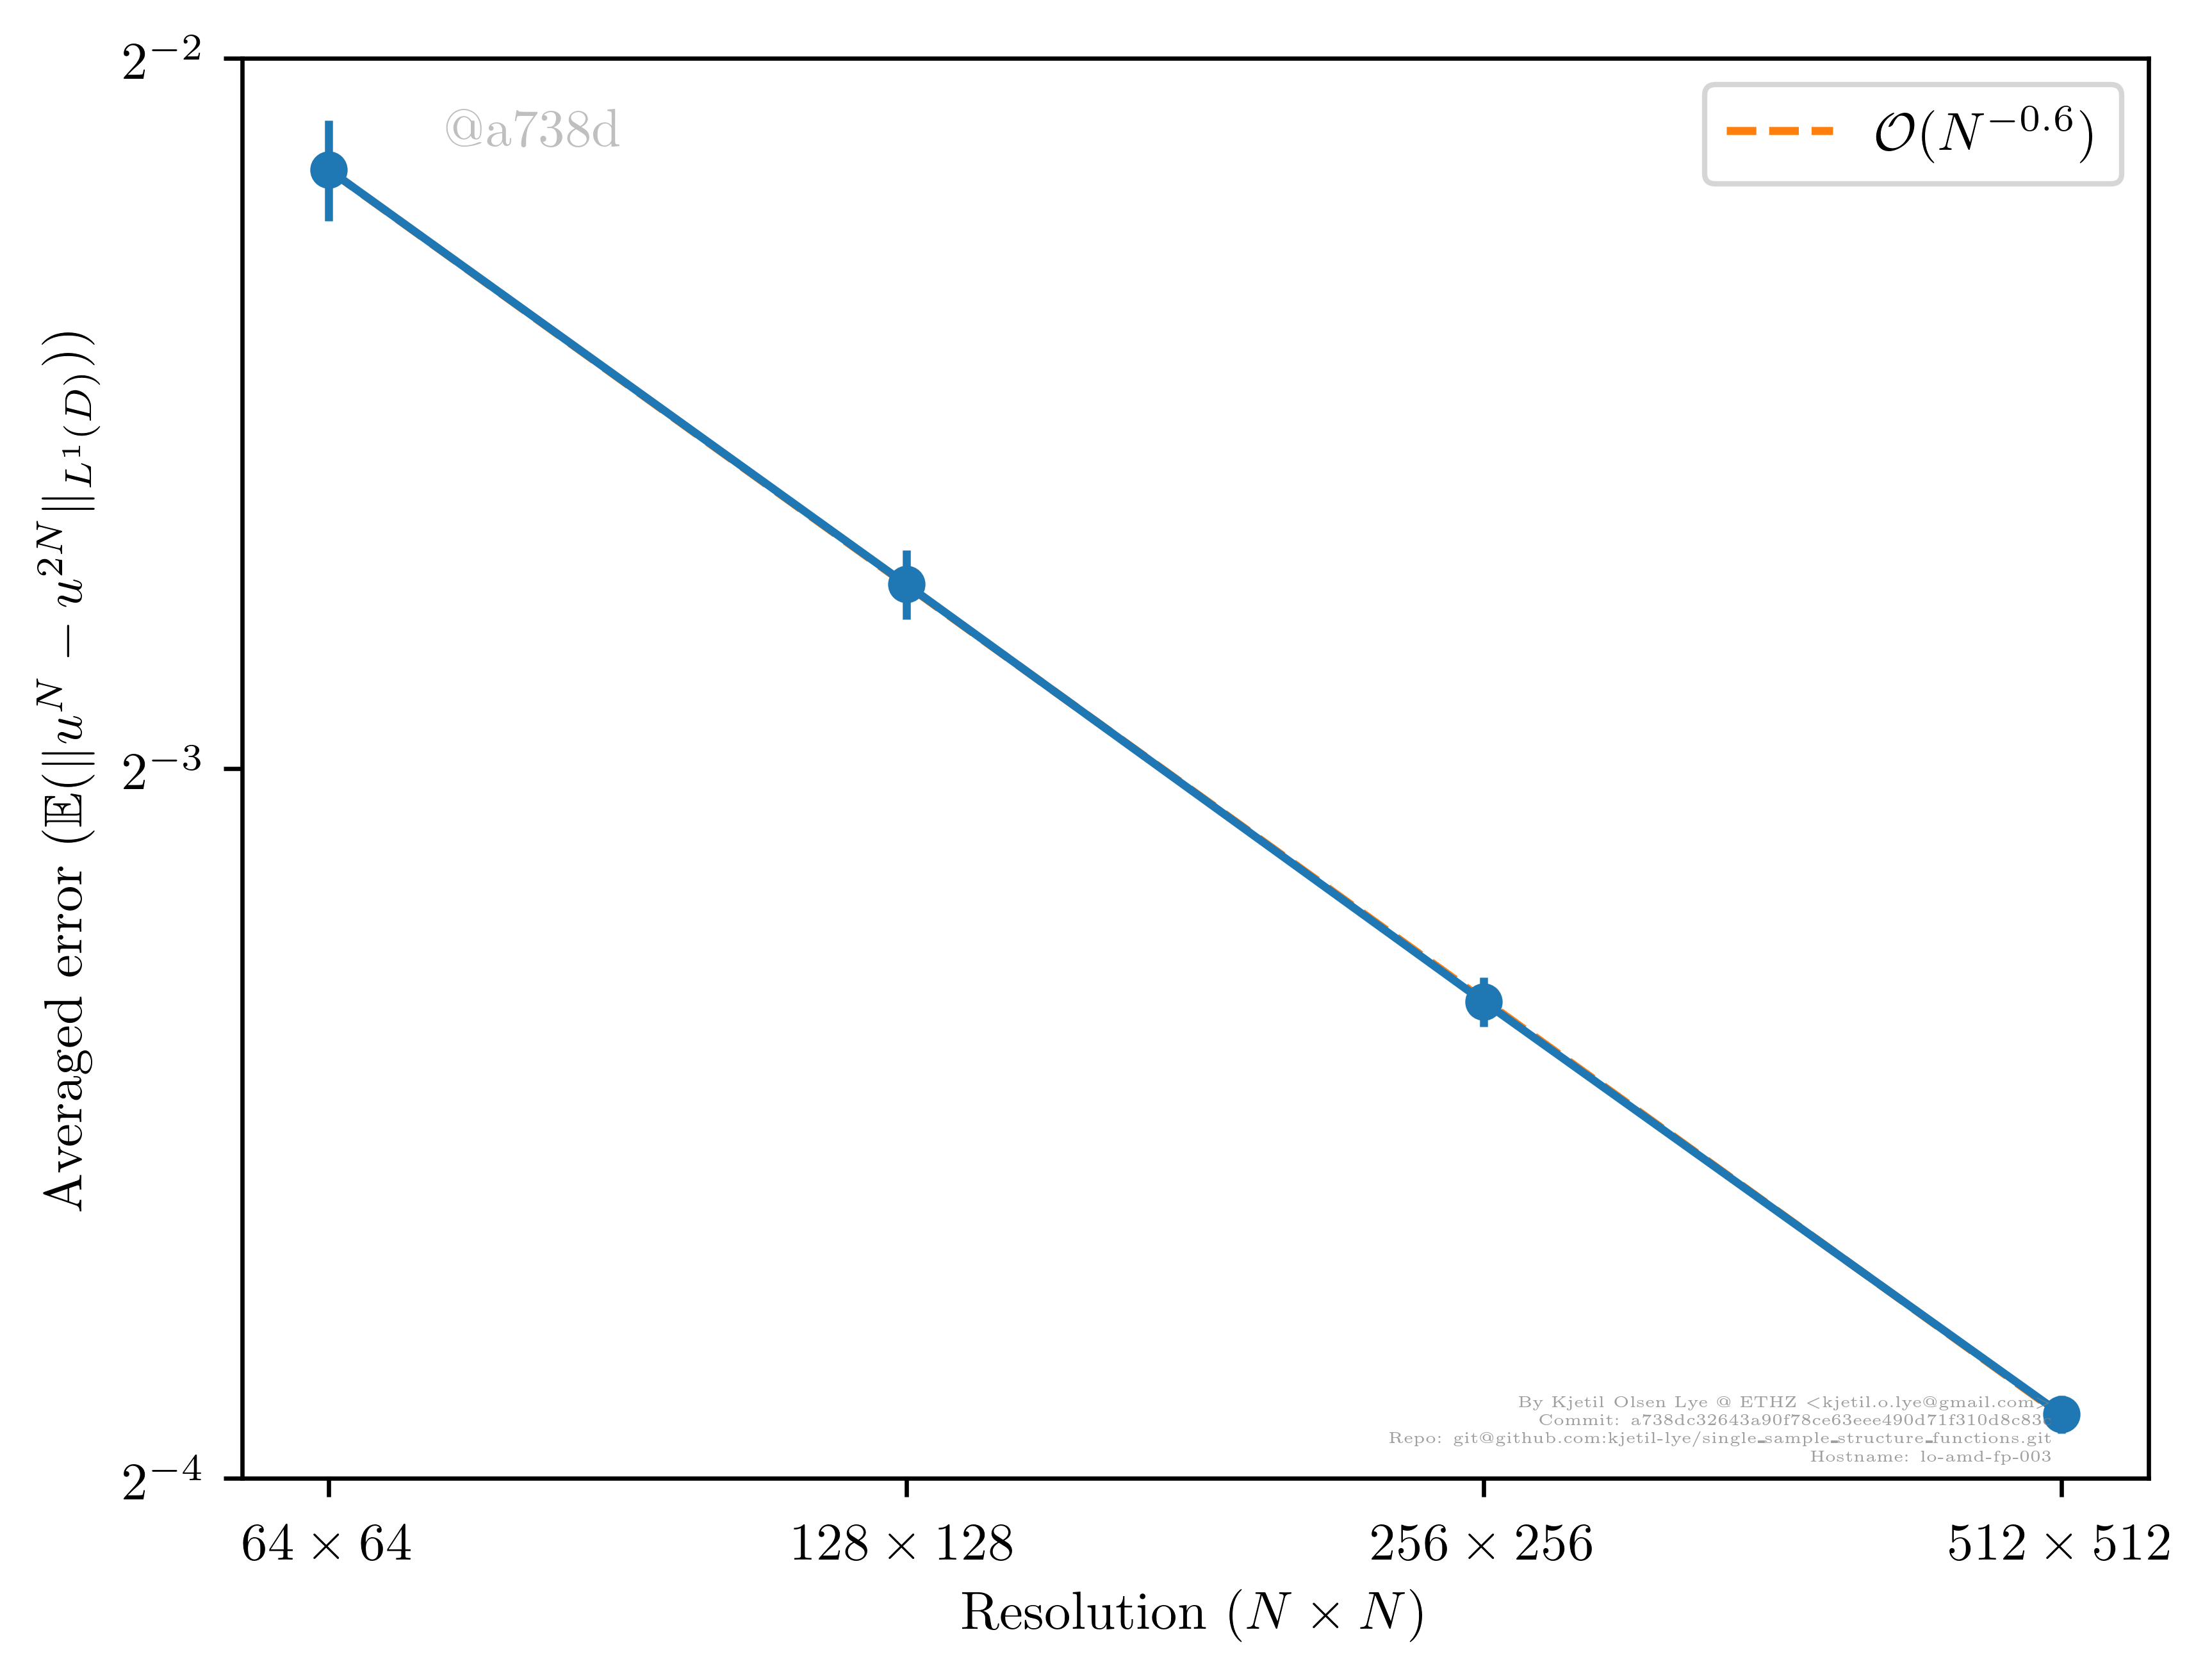 2^{-2}
@a738d
\mathcal{O}(N^{-0.6})
Averaged error (\mathbb{E}(\|u^N - u^{2N}\|_{L^1(D)}))
2^{-3}
2^{-4}
By Kjetil Olsen Lye @ ETHZ <kjetil.o.lye@gmail.com>
Commit:
Repo: git@github.com:kjetil-lye/single_sample_structure_functions.git
Hostname: lo-amd-fp-003
64 × 64
128 × 128
256 × 256
512 × 512
Resolution (N × N)